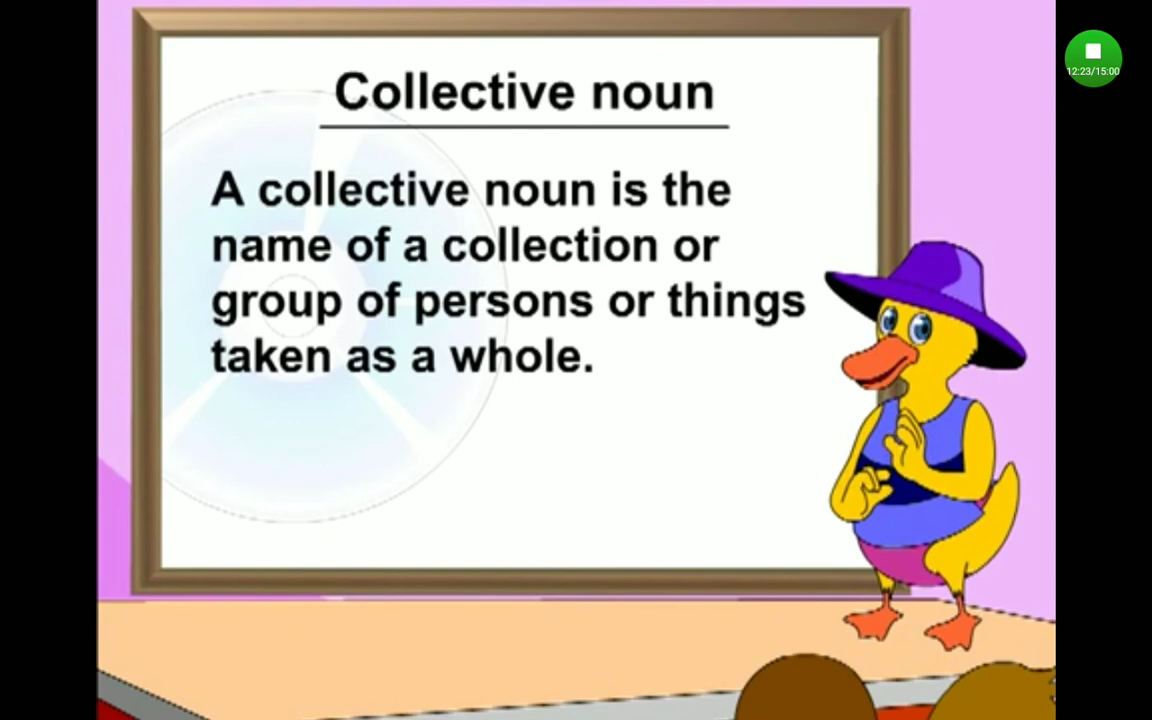 Collective noun
A collective noun is the
name of a collection or
group of persons or things
taken as a whole.
12:23/15:00